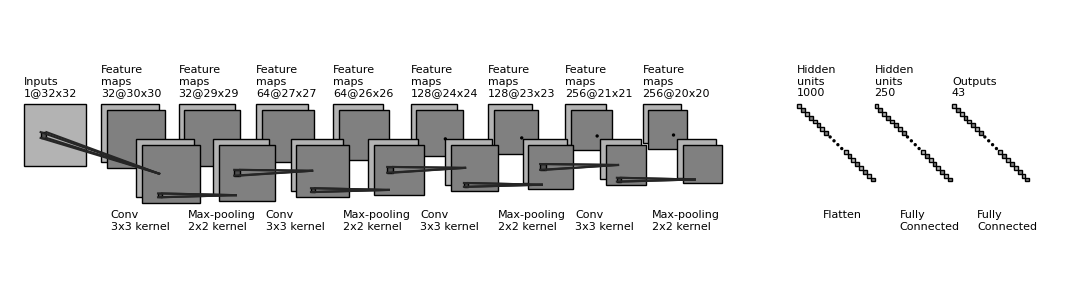 Inputs
1@32x32
Feature
maps
32@30x30
Feature
maps
32@29x29
Feature
maps
64@27x27
Feature
maps
64@26x26
Feature
maps
128@24x24
Feature
maps
128@23x23
Feature
maps
256@21x21
Feature
maps
256@20x20
Hidden
units
1000
Hidden
units
250
Outputs
43
Conv
3x3 kernel
Max-pooling
2x2 kernel
Conv
3x3 kernel
Max-pooling
2x2 kernel
Conv
3x3 kernel
Max-pooling
2x2 kernel
Conv
3x3 kernel
Max-pooling
2x2 kernel
Flatten
Fully
Connected
Fully
Connected